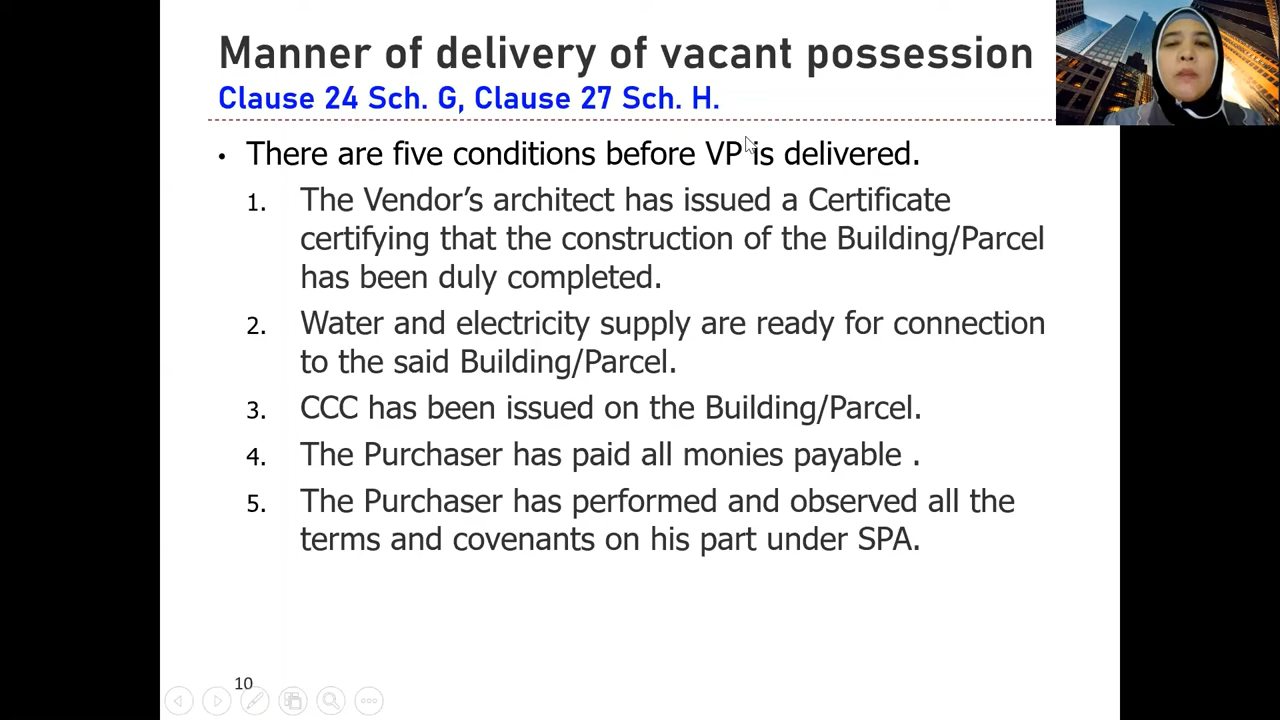 Manner of delivery of vacant possession
Clause 24 Sch. G, Clause 27 Sch. H.
• There are five conditions before VP is delivered.
1. The Vendor’s architect has issued a Certificate
certifying that the construction of the Building/Parcel
has been duly completed.
2. Water and electricity supply are ready for connection
to the said Building/Parcel.
3. CCC has been issued on the Building/Parcel.
4. The Purchaser has paid all monies payable .
5. The Purchaser has performed and observed all the
terms and covenants on his part under SPA.
10